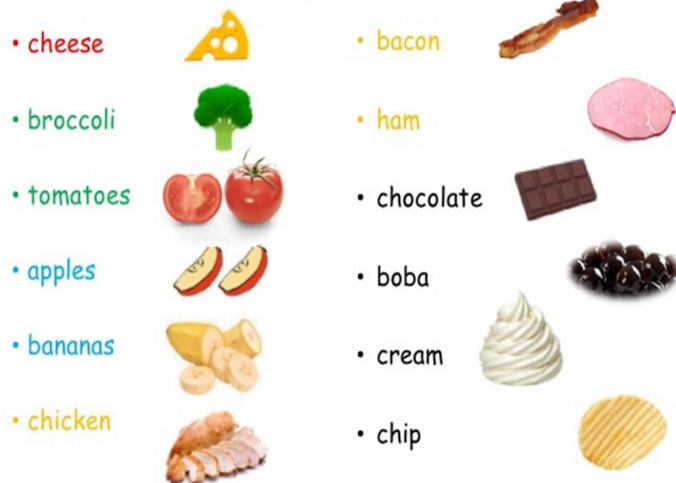 • cheese
• broccoli
• tomatoes
• apples
• bananas
• chicken
• bacon
• ham
• chocolate
• boba
• cream
• chip